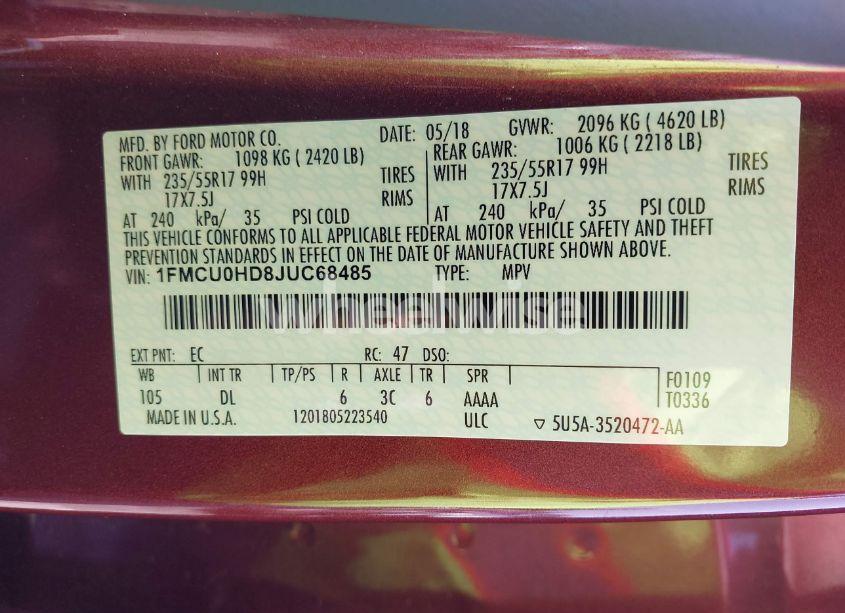 MFD. BY FORD MOTOR CO. DATE: 05/18 GVWR: 2096 KG ( 4620 LB)
FRONT GAWR: 1098 KG ( 2420 LB) REAR GAWR: 1006 KG ( 2218 LB)
WITH 235/55R17 99H TIRES WITH 235/55R17 99H TIRES
17X7.5J RIMS 17X7.5J RIMS
AT 240 kPa/ 35 PSI COLD AT 240 kPa/ 35 PSI COLD
THIS VEHICLE CONFORMS TO ALL APPLICABLE FEDERAL MOTOR VEHICLE SAFETY AND THEFT
PREVENTION STANDARDS IN EFFECT ON THE DATE OF MANUFACTURE SHOWN ABOVE.
VIN: 1FMCU0HD8JUC68485 TYPE: MPV
wheelwise
EXT PNT: EC RC: 47 DSO:
WB INT TR TP/PS R AXLE TR SPR F0109
105 DL 6 3C 6 AAAA T0336
MADE IN U.S.A. 1201805223540 ULC ▽ 5U5A-3520472-AA